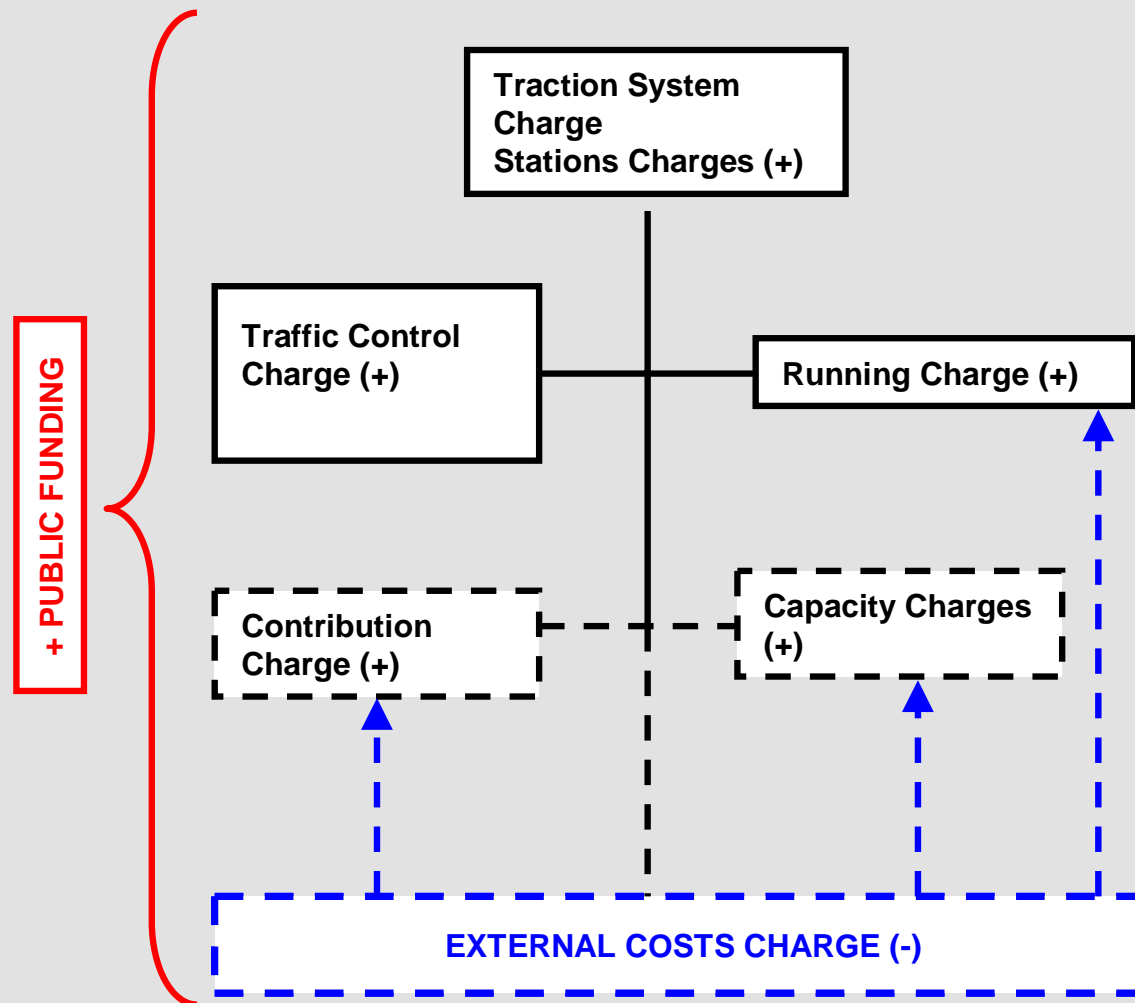 Traction System
Charge
Stations Charges (+)
Traffic Control
Charge (+)
Running Charge (+)
+ PUBLIC FUNDING
Contribution
Charge (+)
Capacity Charges
(+)
EXTERNAL COSTS CHARGE (-)